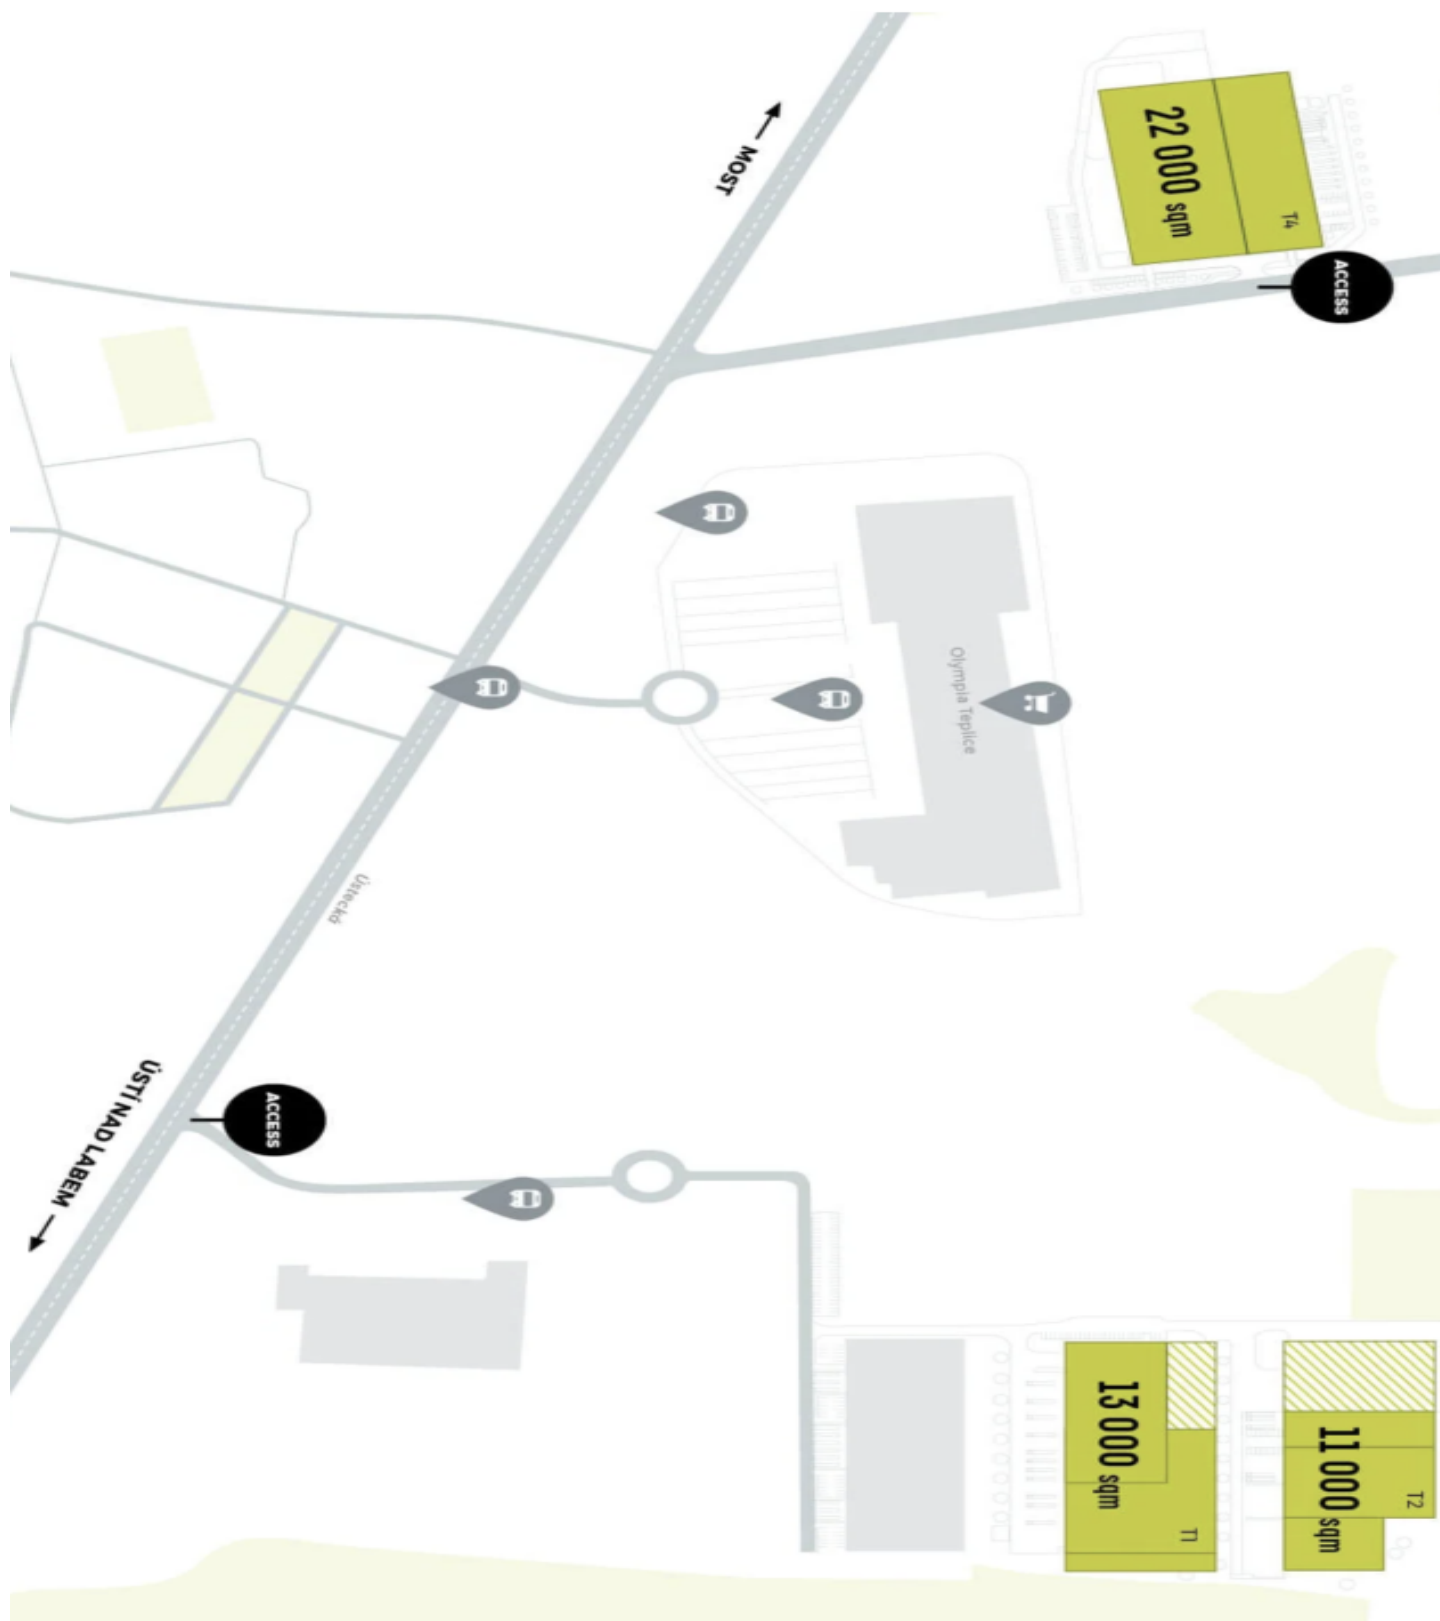 MOST
22 000 sqm
T4
ACCESS
Olympia Teplice
Ústecká
ÚSTÍ NAD LABEM
ACCESS
13 000 sqm
T1
11 000 sqm
T2